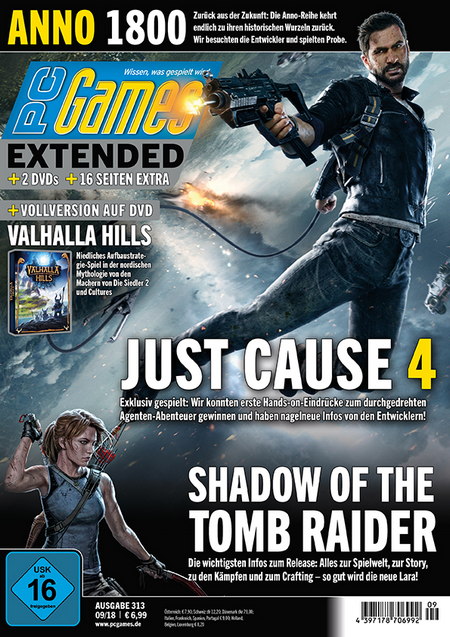 ANNO 1800
Zurück aus der Zukunft: Die Anno-Reihe kehrt
endlich zu ihren historischen Wurzeln zurück.
Wir besuchten die Entwickler und spielten Probe.
Wissen, was gespielt wird.
PC Games
EXTENDED
+ 2 DVDs + 16 SEITEN EXTRA
+ VOLLVERSION AUF DVD
VALHALLA HILLS
Niedliches Aufbaustrate-
gie-Spiel in der nordischen
Mythologie von den
Machern von Die Siedler 2
und Cultures
VALHALLA
HILLS
JUST CAUSE 4
Exklusiv gespielt: Wir konnten erste Hands-on-Eindrücke zum durchgedrehten
Agenten-Abenteuer gewinnen und haben nagelneue Infos von den Entwicklern!
SHADOW OF THE
TOMB RAIDER
Die wichtigsten Infos zum Release: Alles zur Spielwelt, zur Story,
zu den Kämpfen und zum Crafting – so gut wird die neue Lara!
USK
ab
16
freigegeben
AUSGABE 313
09/18 | € 6,99
www.pcgames.de
09
4 397178 706992